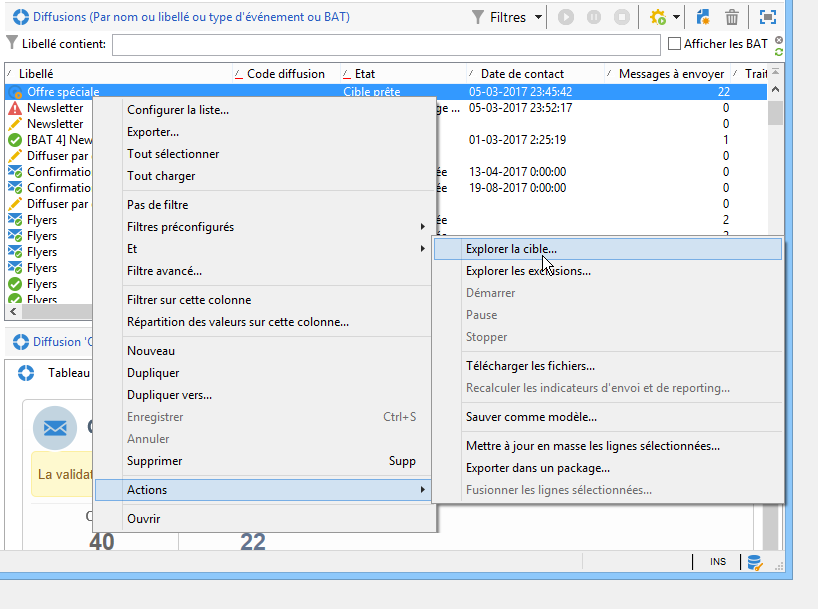 Diffusions (Par nom ou libellé ou type d'événement ou BAT)
Filtres
Libellé contient:
Afficher les BAT
Libellé Code diffusion Etat Date de contact Messages à envoyer Trait
Offre spéciale Cible prête 05-03-2017 23:45:42 22
Newsletter ge ... 05-03-2017 23:52:17 0
Newsletter 0
[BAT 4] New 01-03-2017 2:25:19 1
Diffuser par 0
Confirmatio ée 13-04-2017 0:00:00 0
Confirmatio ée 19-08-2017 0:00:00 0
Diffuser par 0
Flyers ée 2
Flyers
Flyers
Flyers
Flyers
Flyers
Configurer la liste...
Exporter...
Tout sélectionner
Tout charger
Pas de filtre
Filtres préconfigurés
Et
Filtre avancé...
Filtrer sur cette colonne
Répartition des valeurs sur cette colonne...
Nouveau
Dupliquer
Dupliquer vers...
Enregistrer Ctrl+S
Annuler
Supprimer Supp
Actions
Ouvrir
Explorer la cible...
Explorer les exclusions...
Démarrer
Pause
Stopper
Télécharger les fichiers...
Recalculer les indicateurs d'envoi et de reporting...
Sauver comme modèle...
Mettre à jour en masse les lignes sélectionnées...
Exporter dans un package...
Fusionner les lignes sélectionnées...
Diffusion 'O
Tableau
La validat
40 22
INS